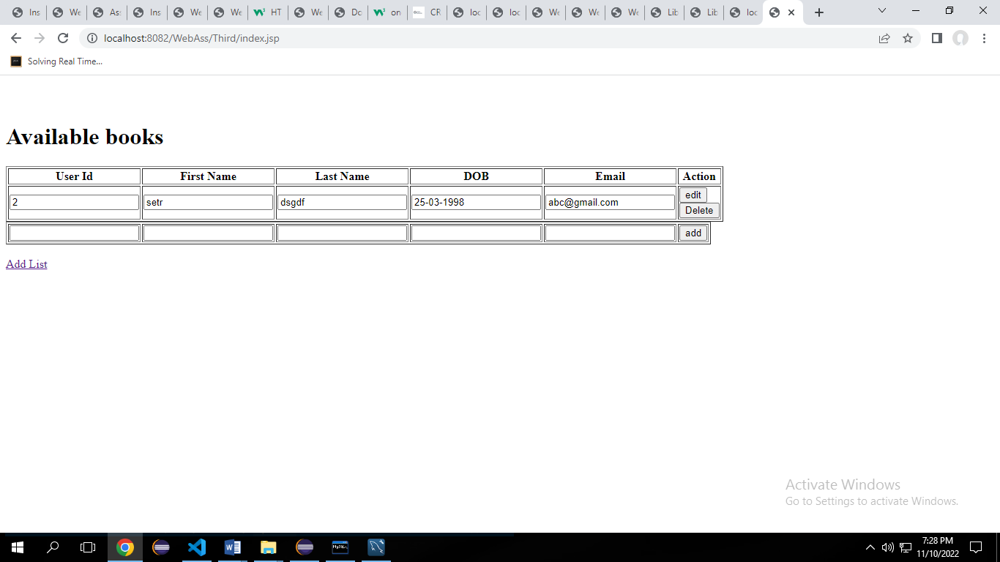 Ins We As: Ins We We HT We Do on CR loc loc We We We Lib Lib loc
localhost:8082/WebAss/Third/index.jsp
Solving Real Time...
Available books
User Id First Name Last Name DOB Email Action
2 setr dsgdf 25-03-1998 abc@gmail.com edit
Delete
add
Add List
Activate Windows
Go to Settings to activate Windows.
7:28 PM
11/10/2022